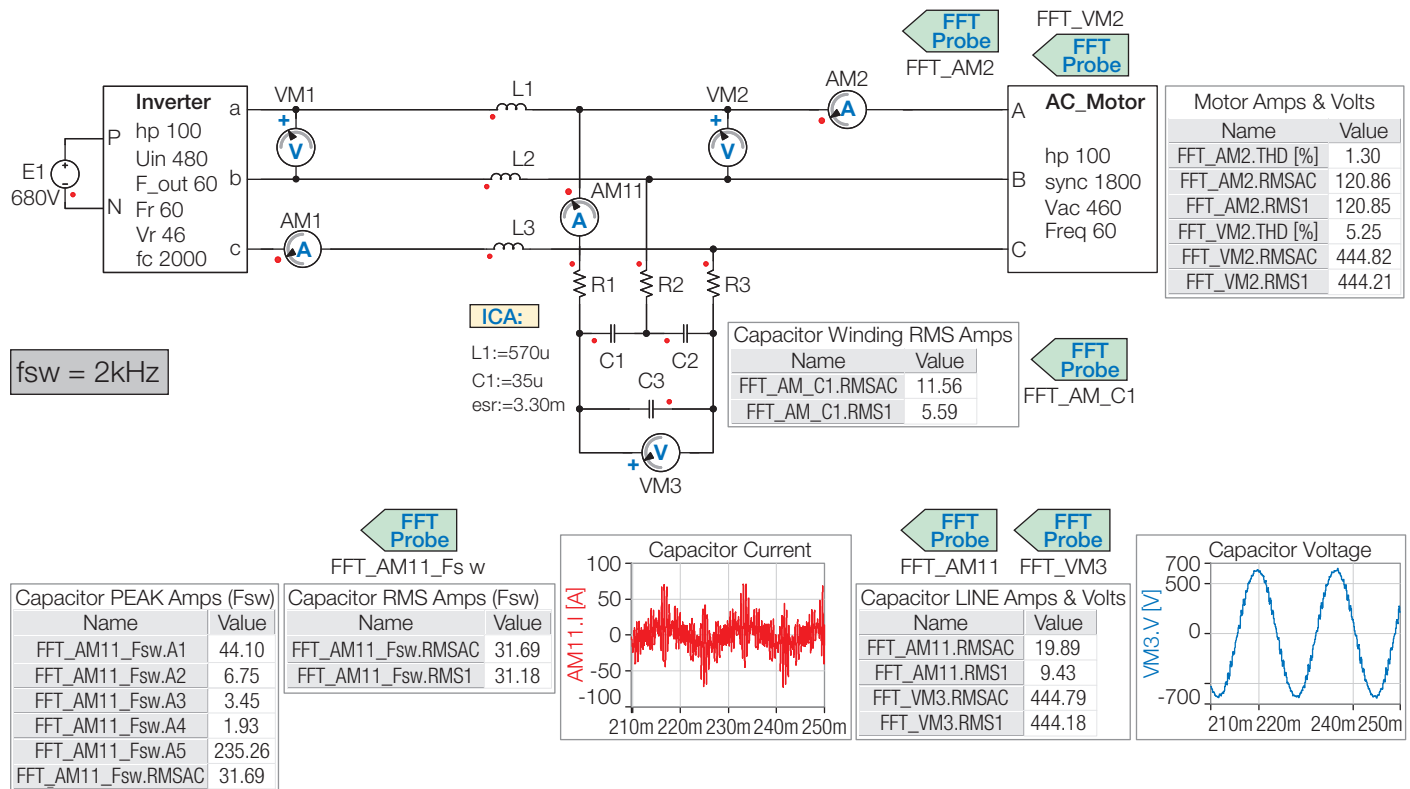 FFT Probe
FFT_AM2
FFT_VM2
FFT Probe
E1
680V
Inverter
P
N
hp 100
Uin 480
F_out 60
Fr 60
Vr 46
fc 2000
a
b
c
VM1
+
V
AM1
A
L1
L2
L3
AM11
A
VM2
+
V
AM2
A
A
B
C
AC_Motor
hp 100
sync 1800
Vac 460
Freq 60
Motor Amps & Volts
Name Value
FFT_AM2.THD [%] 1.30
FFT_AM2.RMSAC 120.86
FFT_AM2.RMS1 120.85
FFT_VM2.THD [%] 5.25
FFT_VM2.RMSAC 444.82
FFT_VM2.RMS1 444.21
R1
R2
R3
C1
C2
C3
V
+
VM3
ICA:
L1:=570u
C1:=35u
esr:=3.30m
fsw = 2kHz
Capacitor Winding RMS Amps
Name Value
FFT_AM_C1.RMSAC 11.56
FFT_AM_C1.RMS1 5.59
FFT Probe
FFT_AM_C1
FFT Probe
FFT_AM11_Fs w
Capacitor PEAK Amps (Fsw)
Name Value
FFT_AM11_Fsw.A1 44.10
FFT_AM11_Fsw.A2 6.75
FFT_AM11_Fsw.A3 3.45
FFT_AM11_Fsw.A4 1.93
FFT_AM11_Fsw.A5 235.26
FFT_AM11_Fsw.RMSAC 31.69
Capacitor RMS Amps (Fsw)
Name Value
FFT_AM11_Fsw.RMSAC 31.69
FFT_AM11_Fsw.RMS1 31.18
Capacitor Current
AM11.I [A]
100
50
0
-50
-100
210m 220m 230m 240m 250m
FFT Probe
FFT_AM11
FFT Probe
FFT_VM3
Capacitor LINE Amps & Volts
Name Value
FFT_AM11.RMSAC 19.89
FFT_AM11.RMS1 9.43
FFT_VM3.RMSAC 444.79
FFT_VM3.RMS1 444.18
Capacitor Voltage
VM3.V [V]
700
500
0
-700
210m 220m 240m 250m